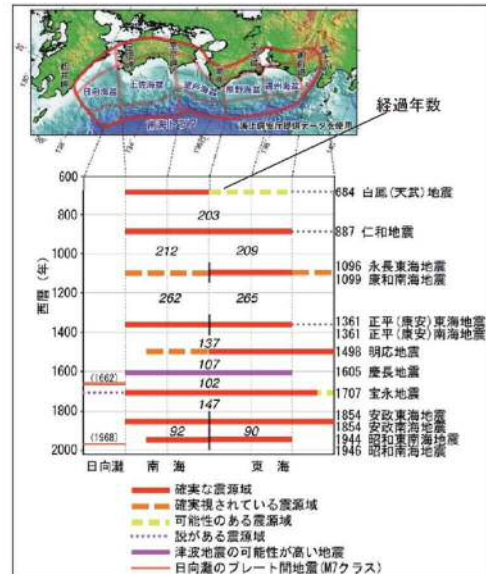 日向海盆
土佐海盆
室戸海盆
熊野海盆
遠州海盆
南海トラフ
海上保安庁提供データを使用
経過年数
西暦(年)
600
800
1000
1200
1400
1600
1800
2000
203
212
209
262
265
137
107
102
147
92
90
(1662)
(1968)
684 白鳳(天武)地震
887 仁和地震
1096 永長東海地震
1099 康和南海地震
1361 正平(康安)東海地震
1361 正平(康安)南海地震
1498 明応地震
1605 慶長地震
1707 宝永地震
1854 安政東海地震
1854 安政南海地震
1944 昭和東南海地震
1946 昭和南海地震
日向灘
南海
東海
確実な震源域
確実視されている震源域
可能性のある震源域
説がある震源域
津波地震の可能性が高い地震
日向灘のプレート間地震(M7クラス)